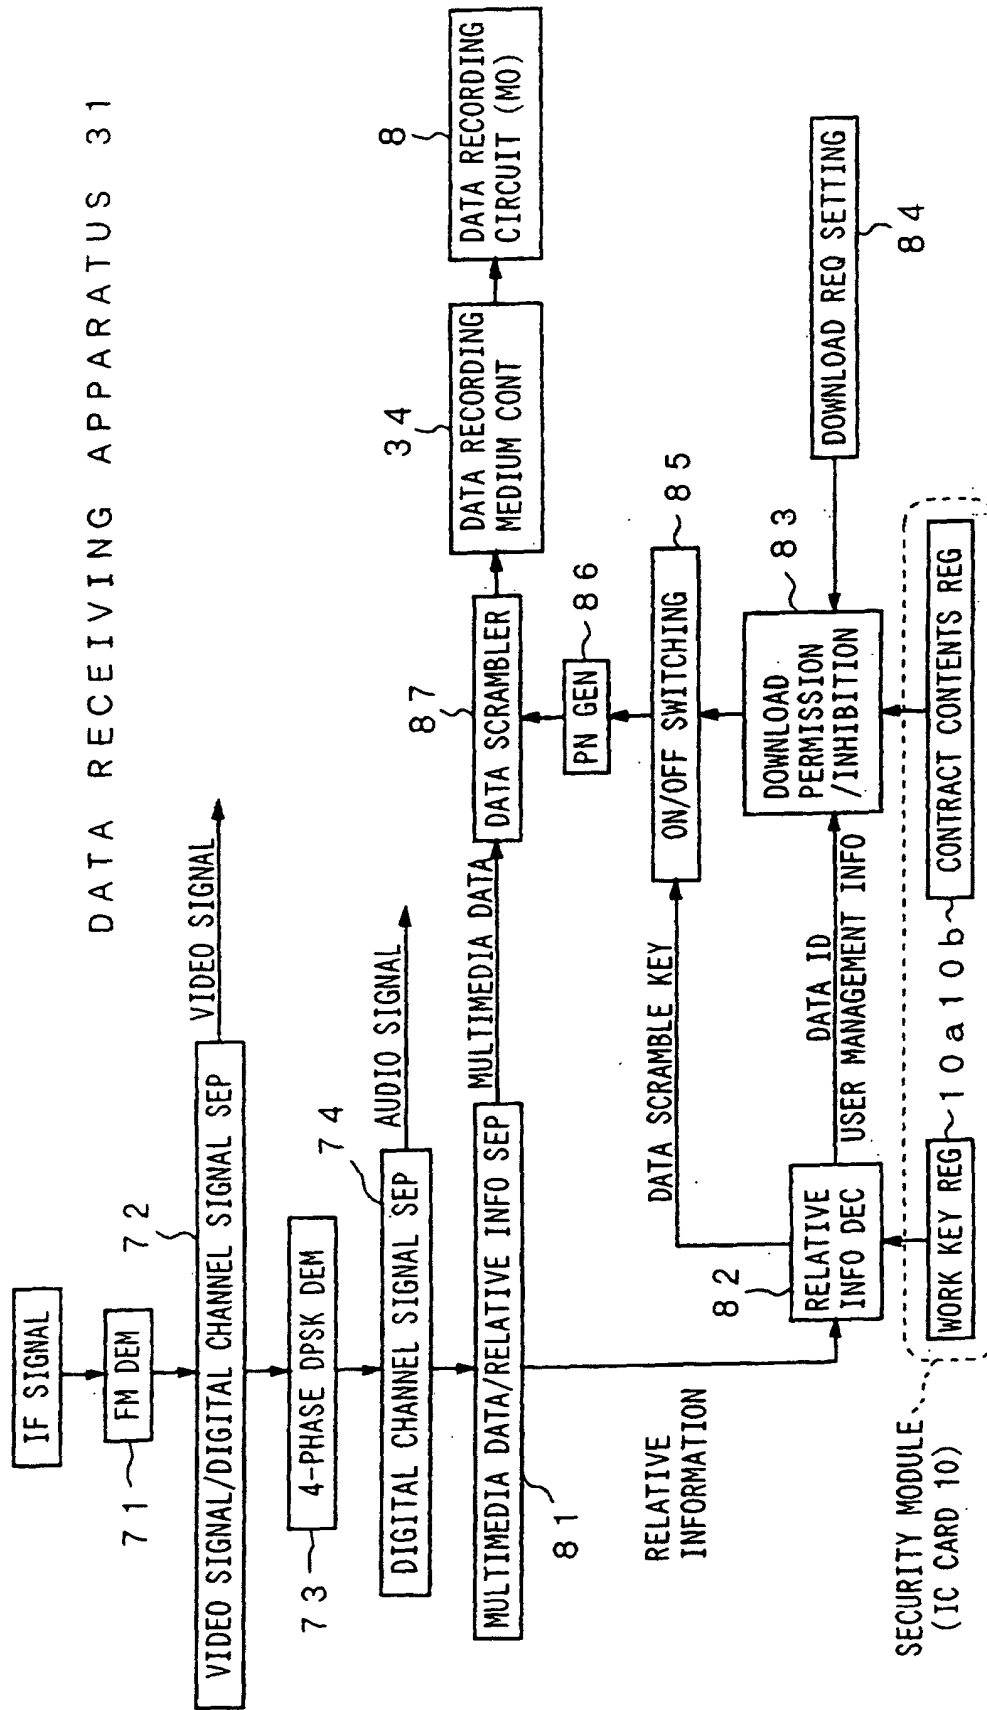 DATA RECEIVING APPARATUS 31
IF SIGNAL
FM DEM
71
72
VIDEO SIGNAL/DIGITAL CHANNEL SIGNAL SEP
VIDEO SIGNAL
73
4-PHASE DPSK DEM
74
DIGITAL CHANNEL SIGNAL SEP
AUDIO SIGNAL
MULTIMEDIA DATA/RELATIVE INFO SEP
81
MULTIMEDIA DATA
87
DATA SCRAMBLER
34
DATA RECORDING
MEDIUM CONT
8
DATA RECORDING
CIRCUIT (MO)
PN GEN
86
ON/OFF SWITCHING
85
DATA SCRAMBLE KEY
RELATIVE
INFORMATION
82
RELATIVE
INFO DEC
DATA ID
USER MANAGEMENT INFO
DOWNLOAD
PERMISSION
/INHIBITION
83
DOWNLOAD REQ SETTING
84
SECURITY MODULE
(IC CARD 10)
WORK KEY REG
10a
10b
CONTRACT CONTENTS REG